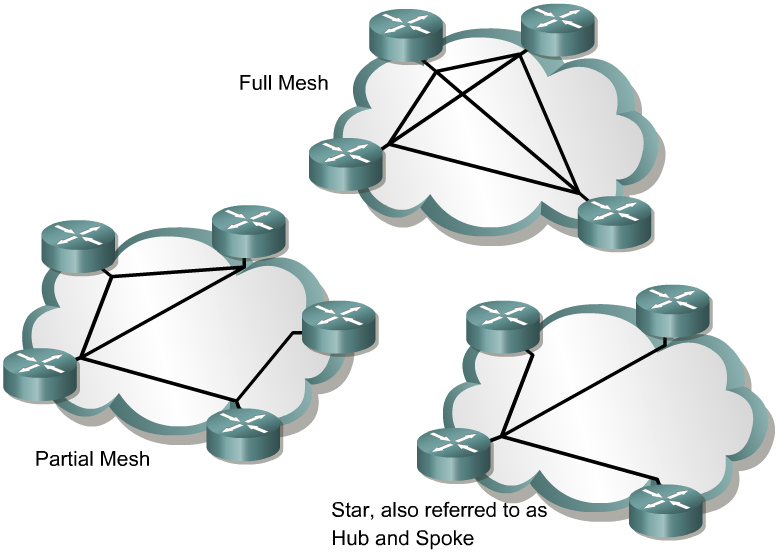 Full Mesh
Partial Mesh
Star, also referred to as
Hub and Spoke